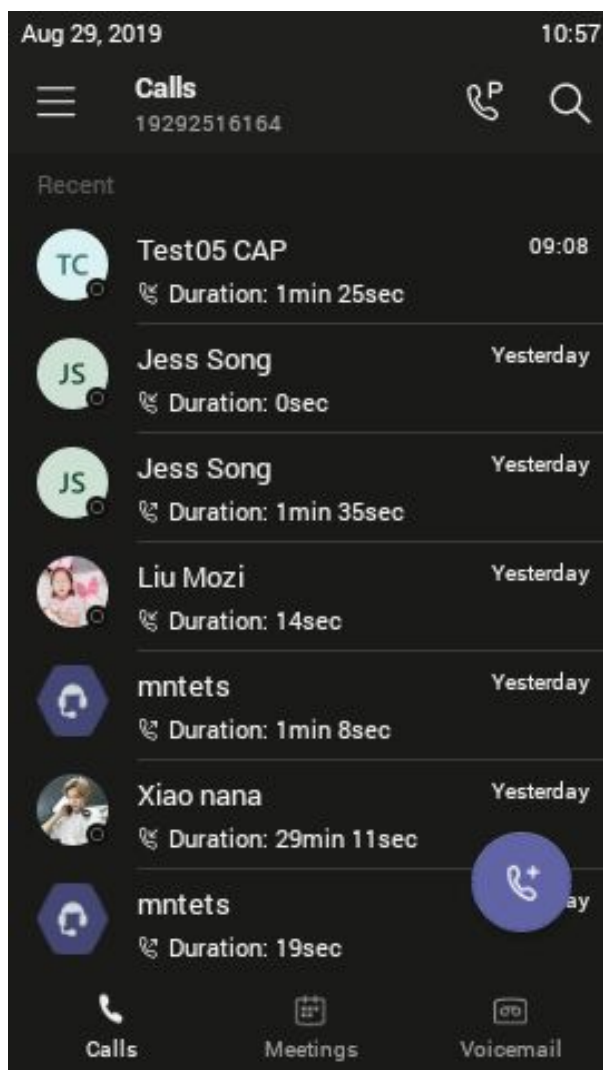 Aug 29, 2019 10:57
Calls
19292516164
P
Recent
TC Test05 CAP 09:08
Duration: 1min 25sec
JS Jess Song Yesterday
Duration: 0sec
JS Jess Song Yesterday
Duration: 1min 35sec
Liu Mozi Yesterday
Duration: 14sec
mntets Yesterday
Duration: 1min 8sec
Xiao nana Yesterday
Duration: 29min 11sec
mntets ay
Duration: 19sec
Calls Meetings Voicemail